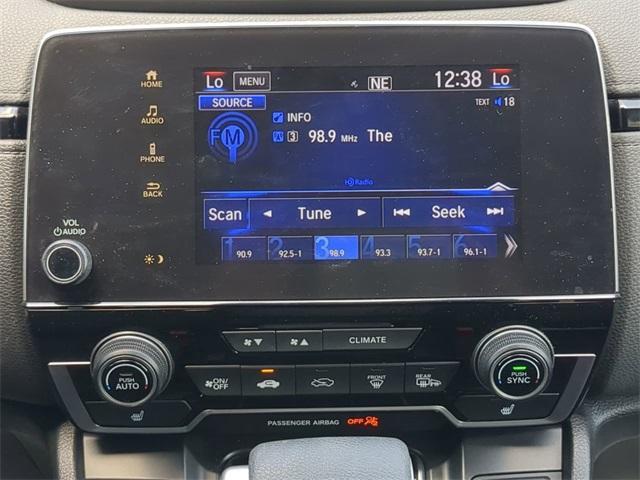 HOME
AUDIO
PHONE
BACK
VOL
AUDIO
Lo MENU NE 12:38 Lo
SOURCE TEXT 18
INFO
FM 3 98.9 MHz The
HD Radio
Scan Tune Seek
1 2 3 4 5 6
90.9 92.5-1 98.9 93.3 93.7-1 96.1-1
CLIMATE
PUSH AUTO
ON/OFF
FRONT
REAR
PUSH SYNC
PASSENGER AIRBAG OFF